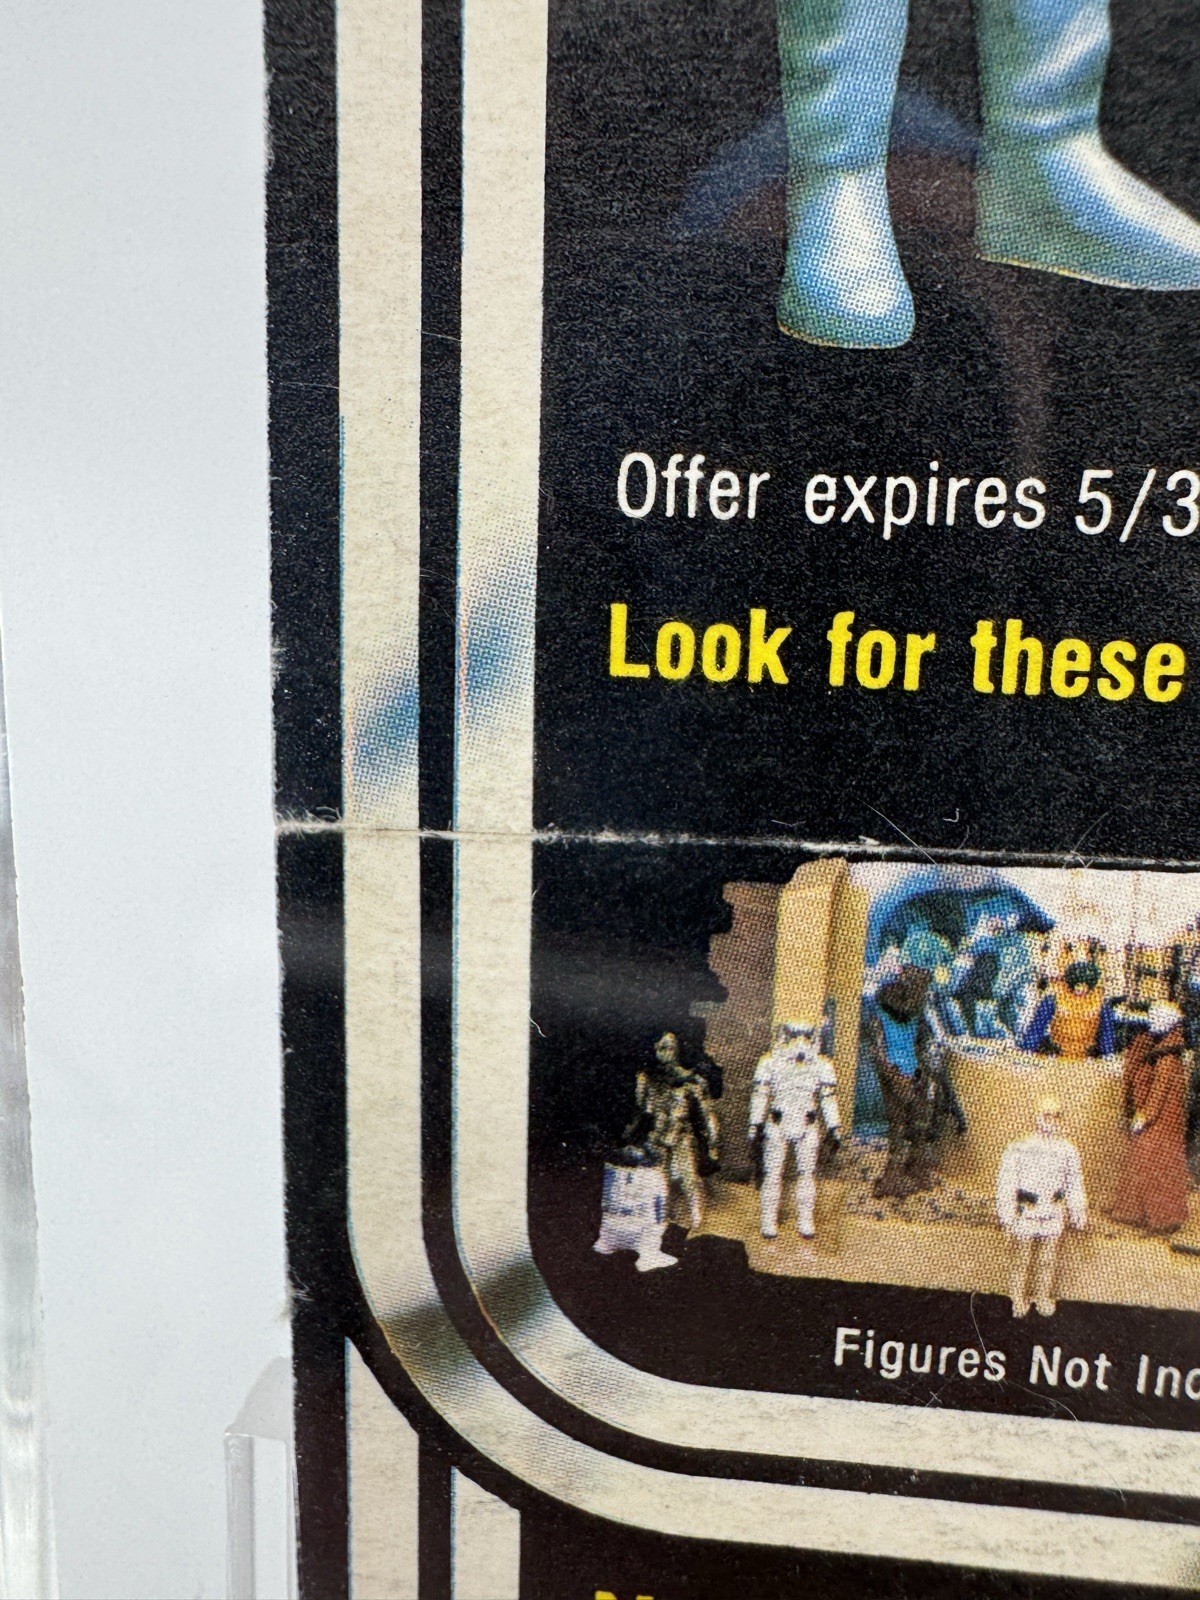 Offer expires 5/3
Look for these
Figures Not Inc